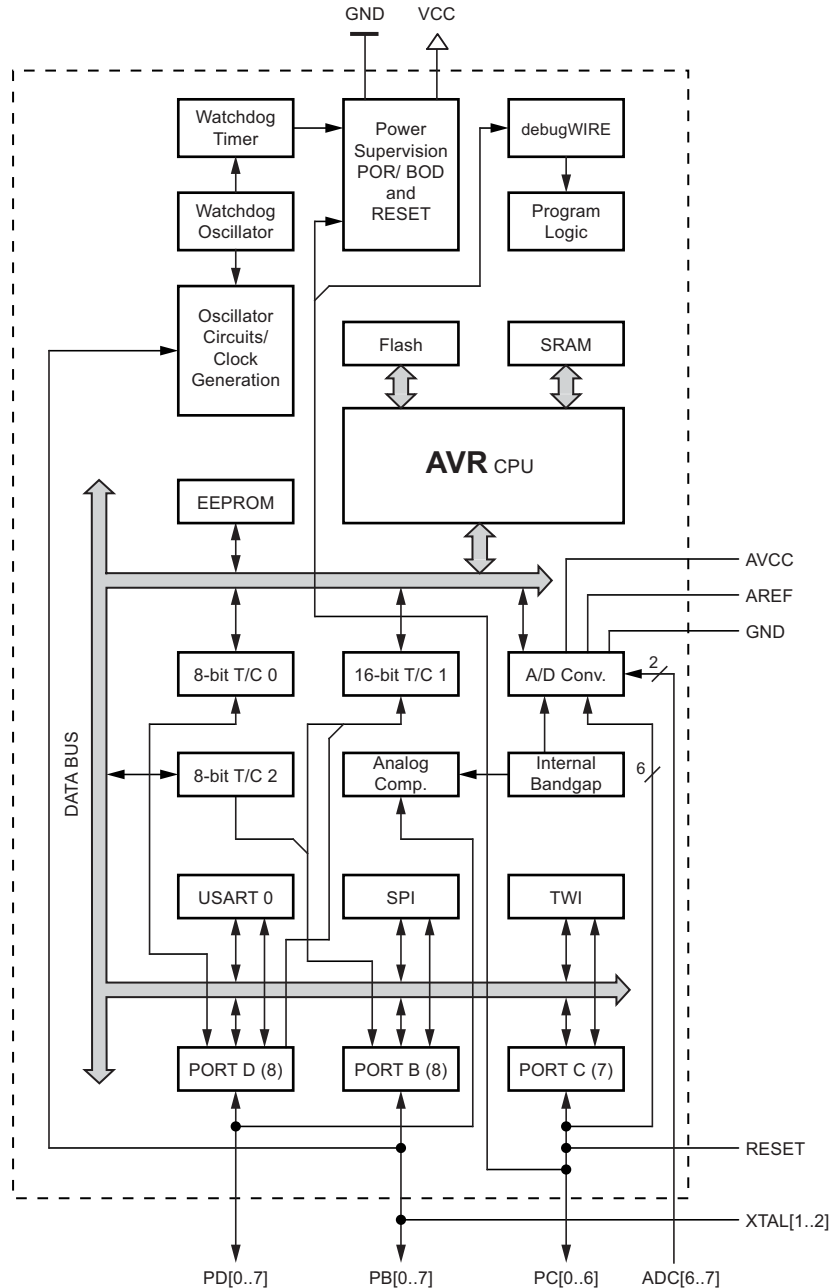 GND
VCC
Watchdog
Timer
Power
Supervision
POR/ BOD
and
RESET
debugWIRE
Watchdog
Oscillator
Program
Logic
Oscillator
Circuits/
Clock
Generation
Flash
SRAM
AVR CPU
EEPROM
AVCC
AREF
GND
8-bit T/C 0
16-bit T/C 1
A/D Conv.
2
DATA BUS
8-bit T/C 2
Analog
Comp.
Internal
Bandgap
6
USART 0
SPI
TWI
PORT D (8)
PORT B (8)
PORT C (7)
RESET
XTAL[1..2]
PD[0..7]
PB[0..7]
PC[0..6]
ADC[6..7]